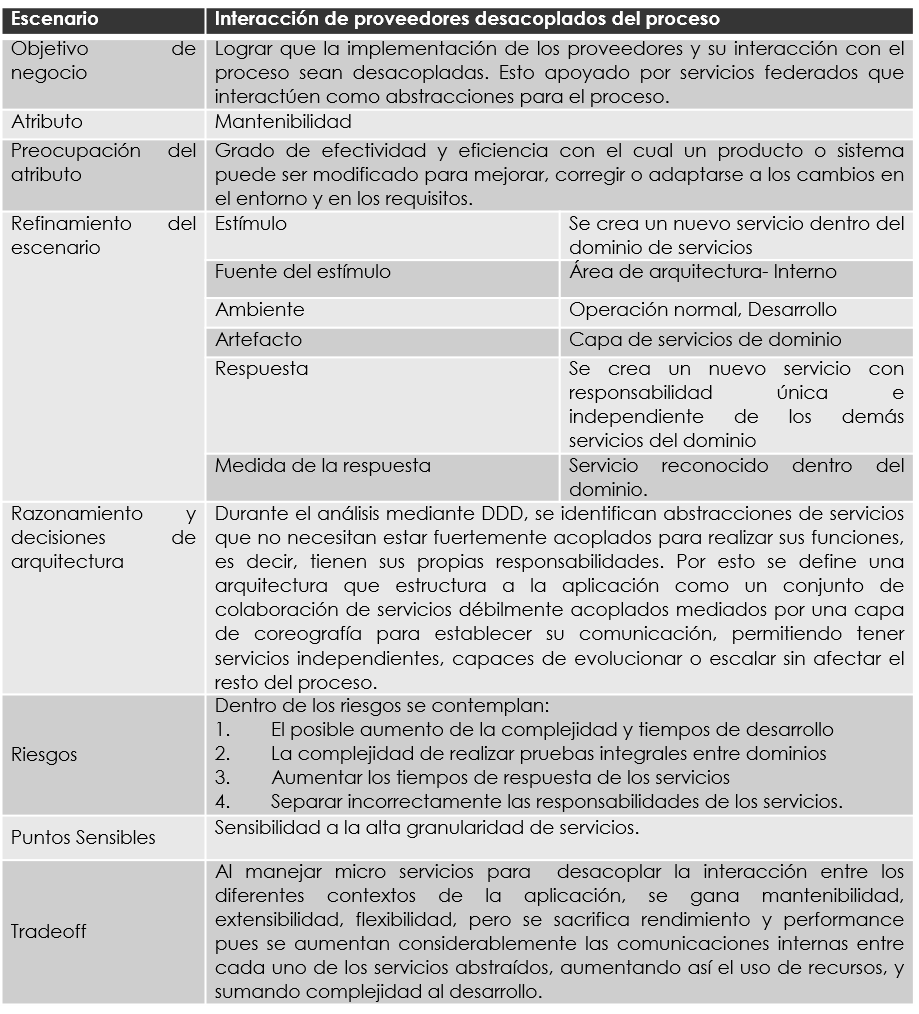 Escenario
Interacción de proveedores desacoplados del proceso
Objetivo de
negocio
Lograr que la implementación de los proveedores y su interacción con el
proceso sean desacopladas. Esto apoyado por servicios federados que
interactúen como abstracciones para el proceso.
Atributo
Mantenibilidad
Preocupación del
atributo
Grado de efectividad y eficiencia con el cual un producto o sistema
puede ser modificado para mejorar, corregir o adaptarse a los cambios en
el entorno y en los requisitos.
Refinamiento del
escenario
Estímulo
Se crea un nuevo servicio dentro del
dominio de servicios
Fuente del estímulo
Área de arquitectura- Interno
Ambiente
Operación normal, Desarrollo
Artefacto
Capa de servicios de dominio
Respuesta
Se crea un nuevo servicio con
responsabilidad única e
independiente de los demás
servicios del dominio
Medida de la respuesta
Servicio reconocido dentro del
dominio.
Razonamiento y
decisiones de
arquitectura
Durante el análisis mediante DDD, se identifican abstracciones de servicios
que no necesitan estar fuertemente acoplados para realizar sus funciones,
es decir, tienen sus propias responsabilidades. Por esto se define una
arquitectura que estructura a la aplicación como un conjunto de
colaboración de servicios débilmente acoplados mediados por una capa
de coreografía para establecer su comunicación, permitiendo tener
servicios independientes, capaces de evolucionar o escalar sin afectar el
resto del proceso.
Riesgos
Dentro de los riesgos se contemplan:
1. El posible aumento de la complejidad y tiempos de desarrollo
2. La complejidad de realizar pruebas integrales entre dominios
3. Aumentar los tiempos de respuesta de los servicios
4. Separar incorrectamente las responsabilidades de los servicios.
Puntos Sensibles
Sensibilidad a la alta granularidad de servicios.
Tradeoff
Al manejar micro servicios para desacoplar la interacción entre los
diferentes contextos de la aplicación, se gana mantenibilidad,
extensibilidad, flexibilidad, pero se sacrifica rendimiento y performance
pues se aumentan considerablemente las comunicaciones internas entre
cada uno de los servicios abstraídos, aumentando así el uso de recursos, y
sumando complejidad al desarrollo.